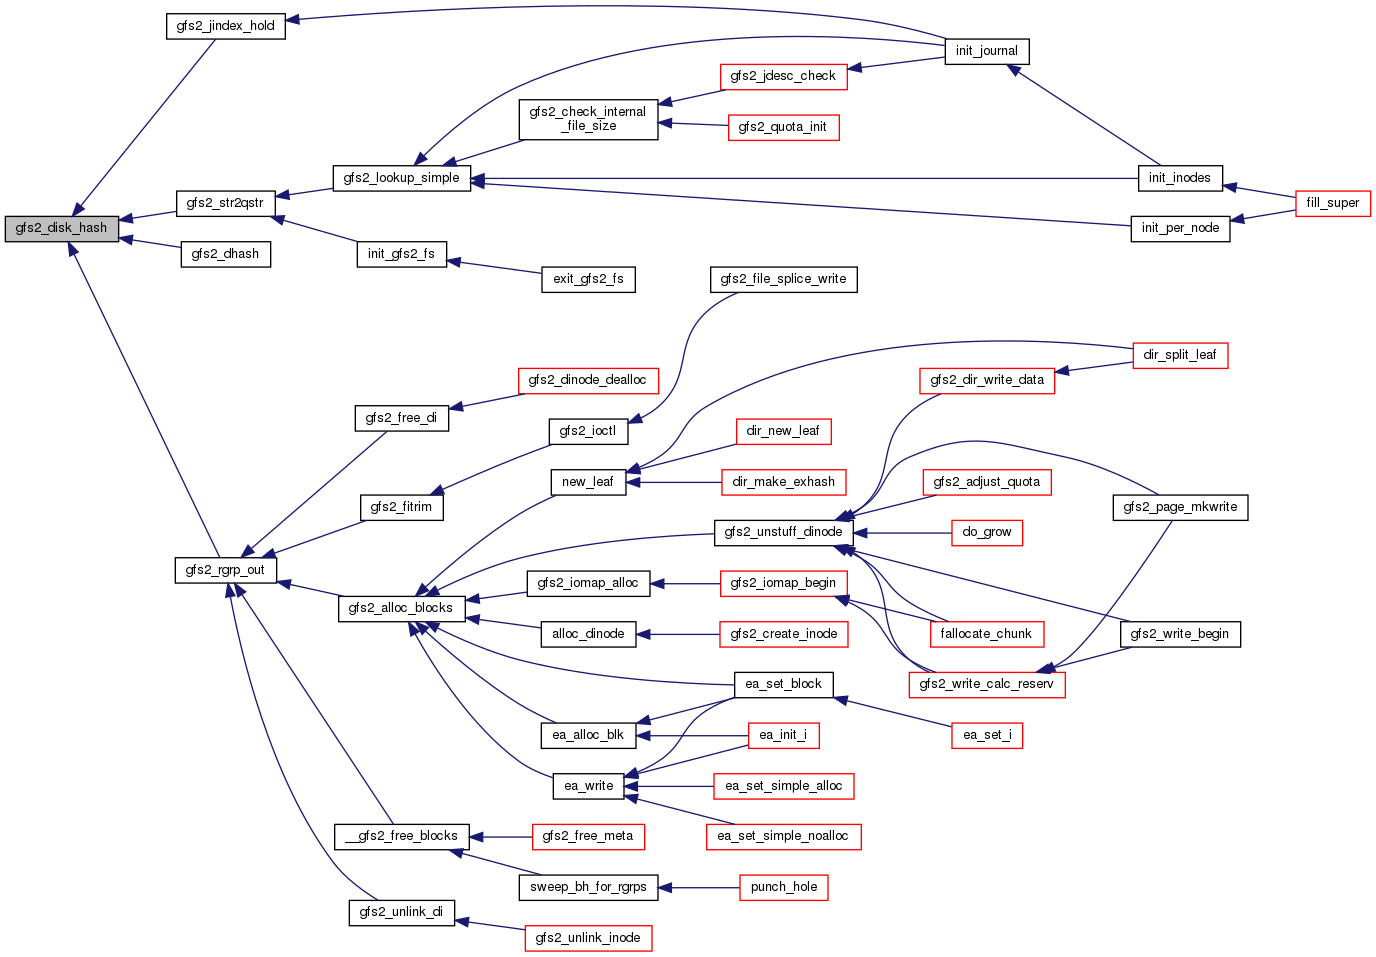 gfs2_jindex_hold
init_journal
gfs2_jdesc_check
gfs2_check_internal
_file_size
gfs2_quota_init
gfs2_lookup_simple
init_inodes
gfs2_str2qstr
fill_super
gfs2_disk_hash
init_per_node
gfs2_dhash
init_gfs2_fs
exit_gfs2_fs
gfs2_file_splice_write
dir_split_leaf
gfs2_dinode_dealloc
gfs2_dir_write_data
gfs2_free_di
gfs2_ioctl
dir_new_leaf
new_leaf
dir_make_exhash
gfs2_adjust_quota
gfs2_fitrim
gfs2_page_mkwrite
gfs2_unstuff_dinode
do_grow
gfs2_rgrp_out
gfs2_iomap_alloc
gfs2_iomap_begin
gfs2_alloc_blocks
alloc_dinode
gfs2_create_inode
fallocate_chunk
gfs2_write_begin
ea_set_block
gfs2_write_calc_reserv
ea_alloc_blk
ea_init_i
ea_set_i
ea_write
ea_set_simple_alloc
__gfs2_free_blocks
gfs2_free_meta
ea_set_simple_noalloc
sweep_bh_for_rgrps
punch_hole
gfs2_unlink_di
gfs2_unlink_inode